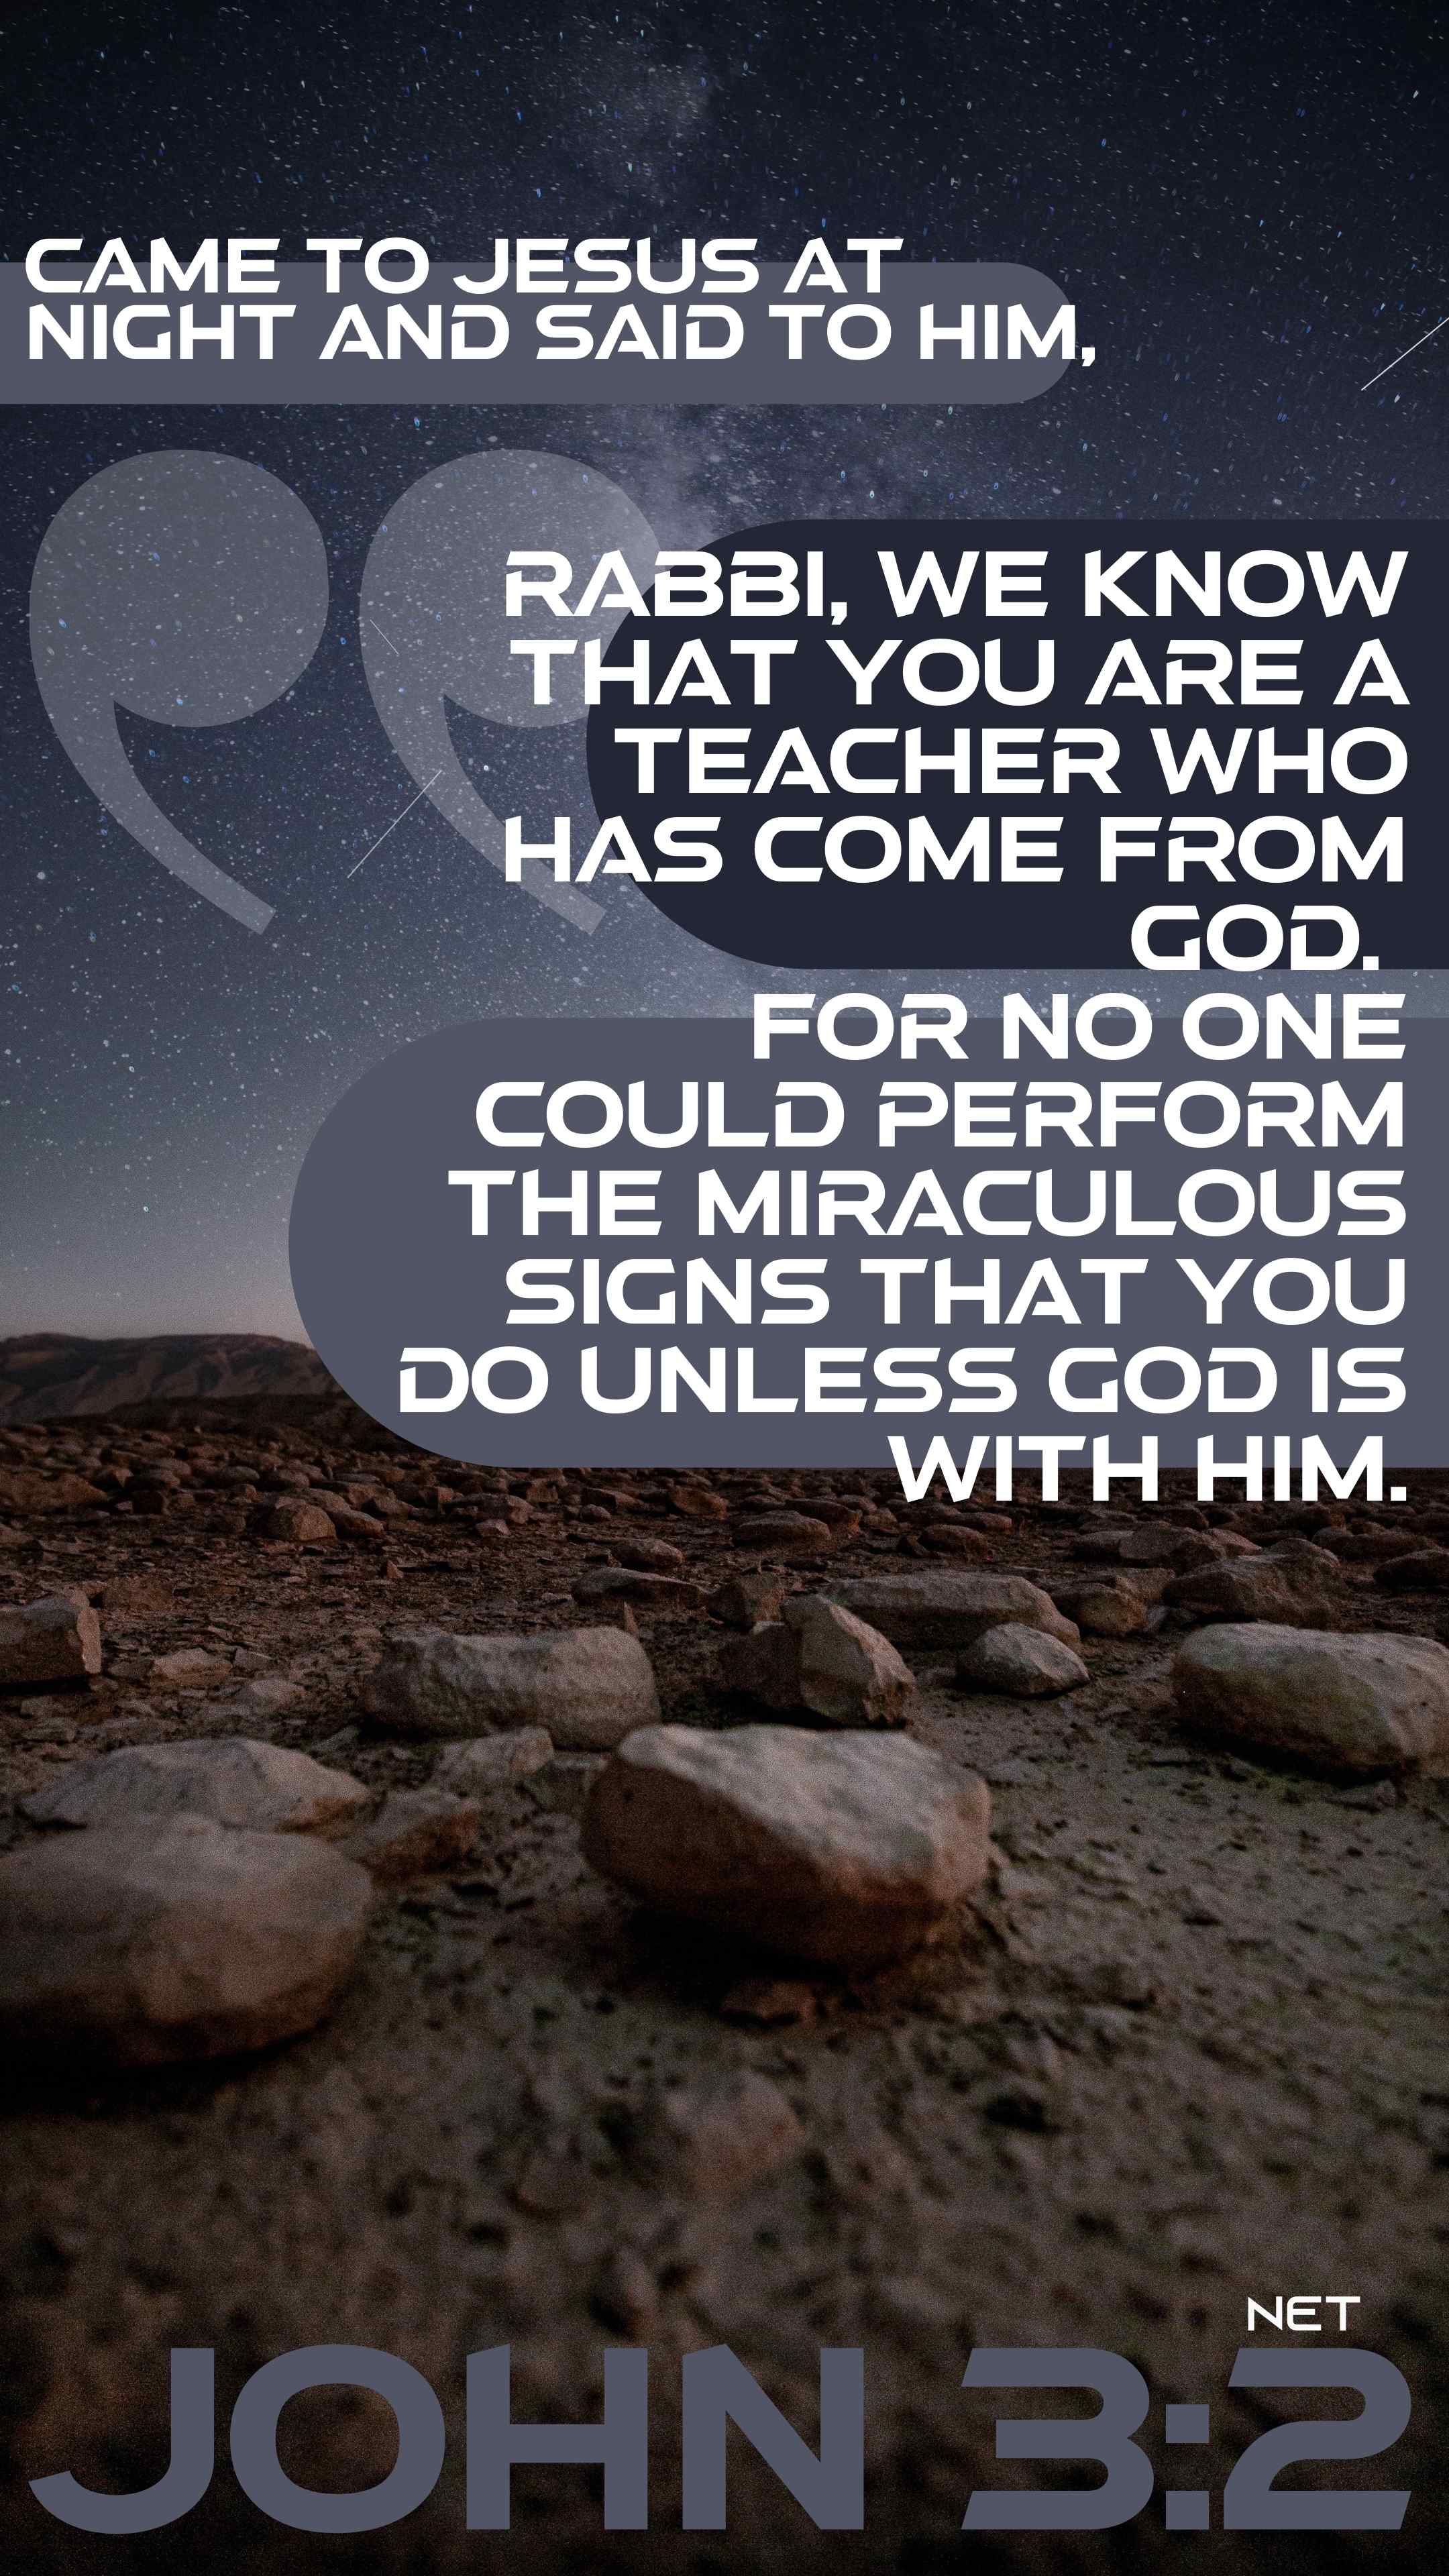 CAME TO JESUS AT
NIGHT AND SAID TO HIM,
RABBI, WE KNOW
THAT YOU ARE A
TEACHER WHO
HAS COME FROM
GOD.
FOR NO ONE
COULD PERFORM
THE MIRACULOUS
SIGNS THAT YOU
DO UNLESS GOD IS
WITH HIM.
NET
JOHN 3:2